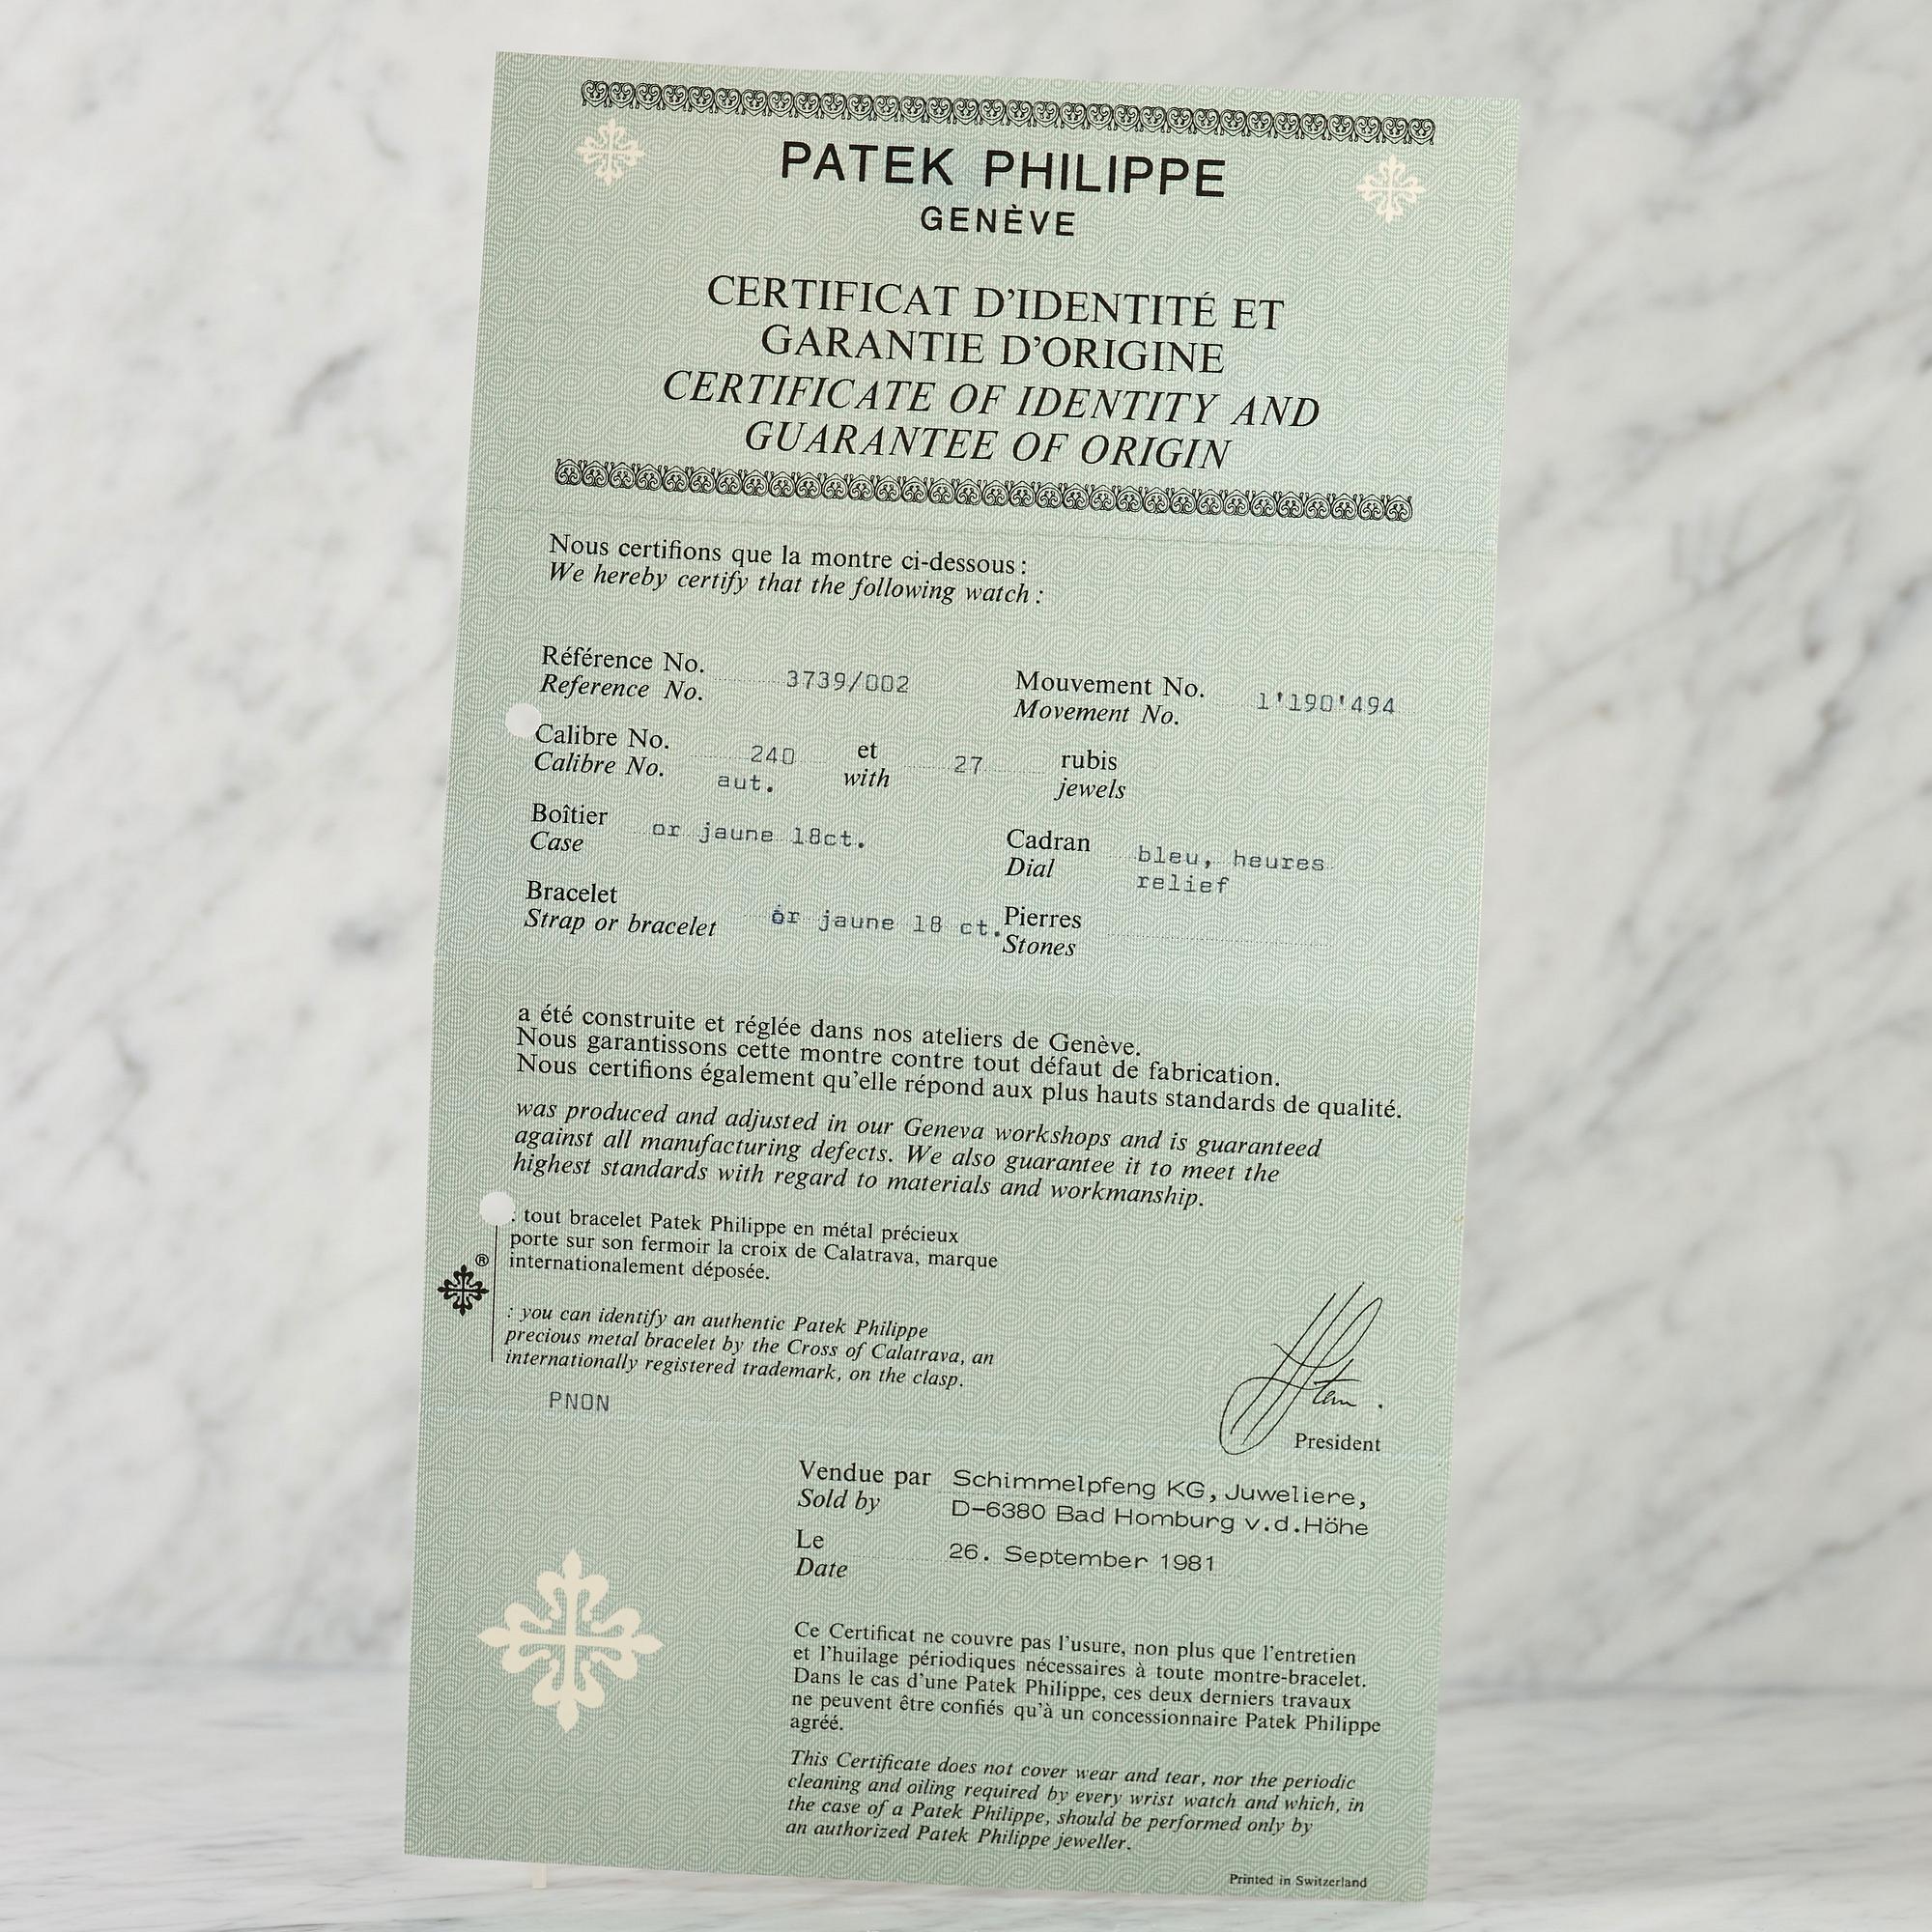 PATEK PHILIPPE
GENÈVE
CERTIFICAT D'IDENTITÉ ET
GARANTIE D'ORIGINE
CERTIFICATE OF IDENTITY AND
GUARANTEE OF ORIGIN
Nous certifions que la montre ci-dessous :
We hereby certify that the following watch :
Référence No. 3739/002 Mouvement No. 1'190'494
Reference No. Movement No.
Calibre No. 240 et 27 rubis
Calibre No. aut. with jewels
Boîtier or jaune 18ct. Cadran bleu, heures
Case Dial relief
Bracelet or jaune 18 ct. Pierres
Strap or bracelet Stones
a été construite et réglée dans nos ateliers de Genève.
Nous garantissons cette montre contre tout défaut de fabrication.
Nous certifions également qu'elle répond aux plus hauts standards de qualité.
was produced and adjusted in our Geneva workshops and is guaranteed
against all manufacturing defects. We also guarantee it to meet the
highest standards with regard to materials and workmanship.
: tout bracelet Patek Philippe en métal précieux
porte sur son fermoir la croix de Calatrava, marque
internationalement déposée.
®
: you can identify an authentic Patek Philippe
precious metal bracelet by the Cross of Calatrava, an
internationally registered trademark, on the clasp.
PNON
President
Vendue par Schimmelpfeng KG, Juweliere,
Sold by D-6380 Bad Homburg v.d.Höhe
Le 26. September 1981
Date
Ce Certificat ne couvre pas l'usure, non plus que l'entretien
et l'huilage périodiques nécessaires à toute montre-bracelet.
Dans le cas d'une Patek Philippe, ces deux derniers travaux
ne peuvent être confiés qu'à un concessionnaire Patek Philippe
agréé.
This Certificate does not cover wear and tear, nor the periodic
cleaning and oiling required by every wrist watch and which, in
the case of a Patek Philippe, should be performed only by
an authorized Patek Philippe jeweller.
Printed in Switzerland